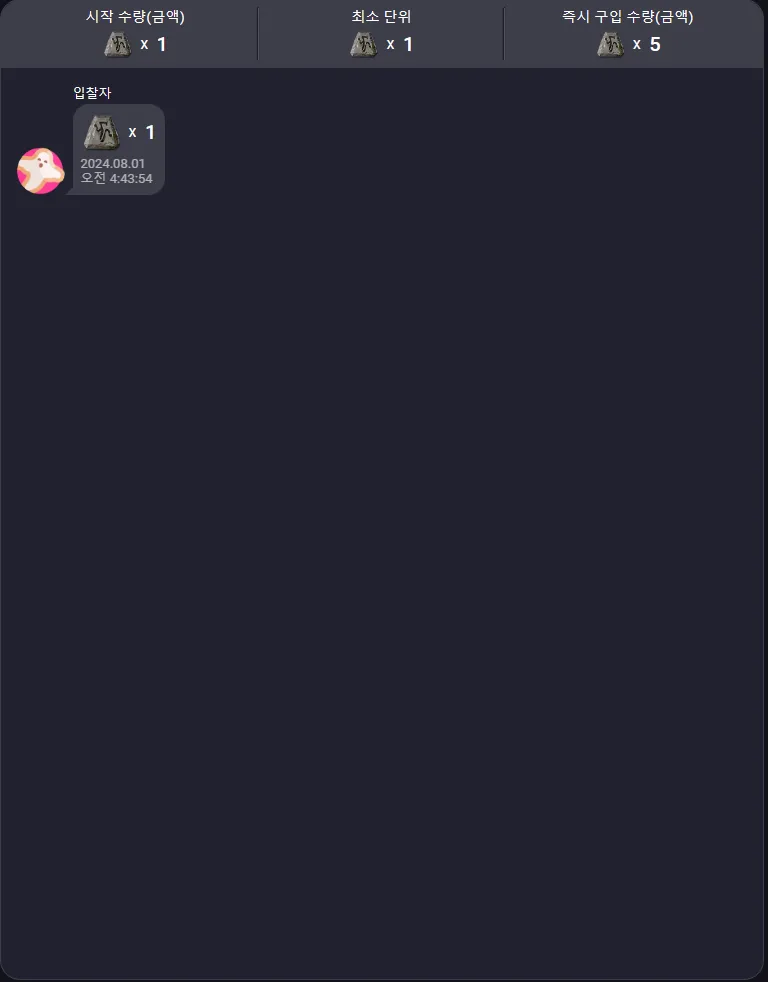 시작 수량(금액)
x 1
최소 단위
x 1
즉시 구입 수량(금액)
x 5
입찰자
x 1
2024.08.01
오전 4:43:54